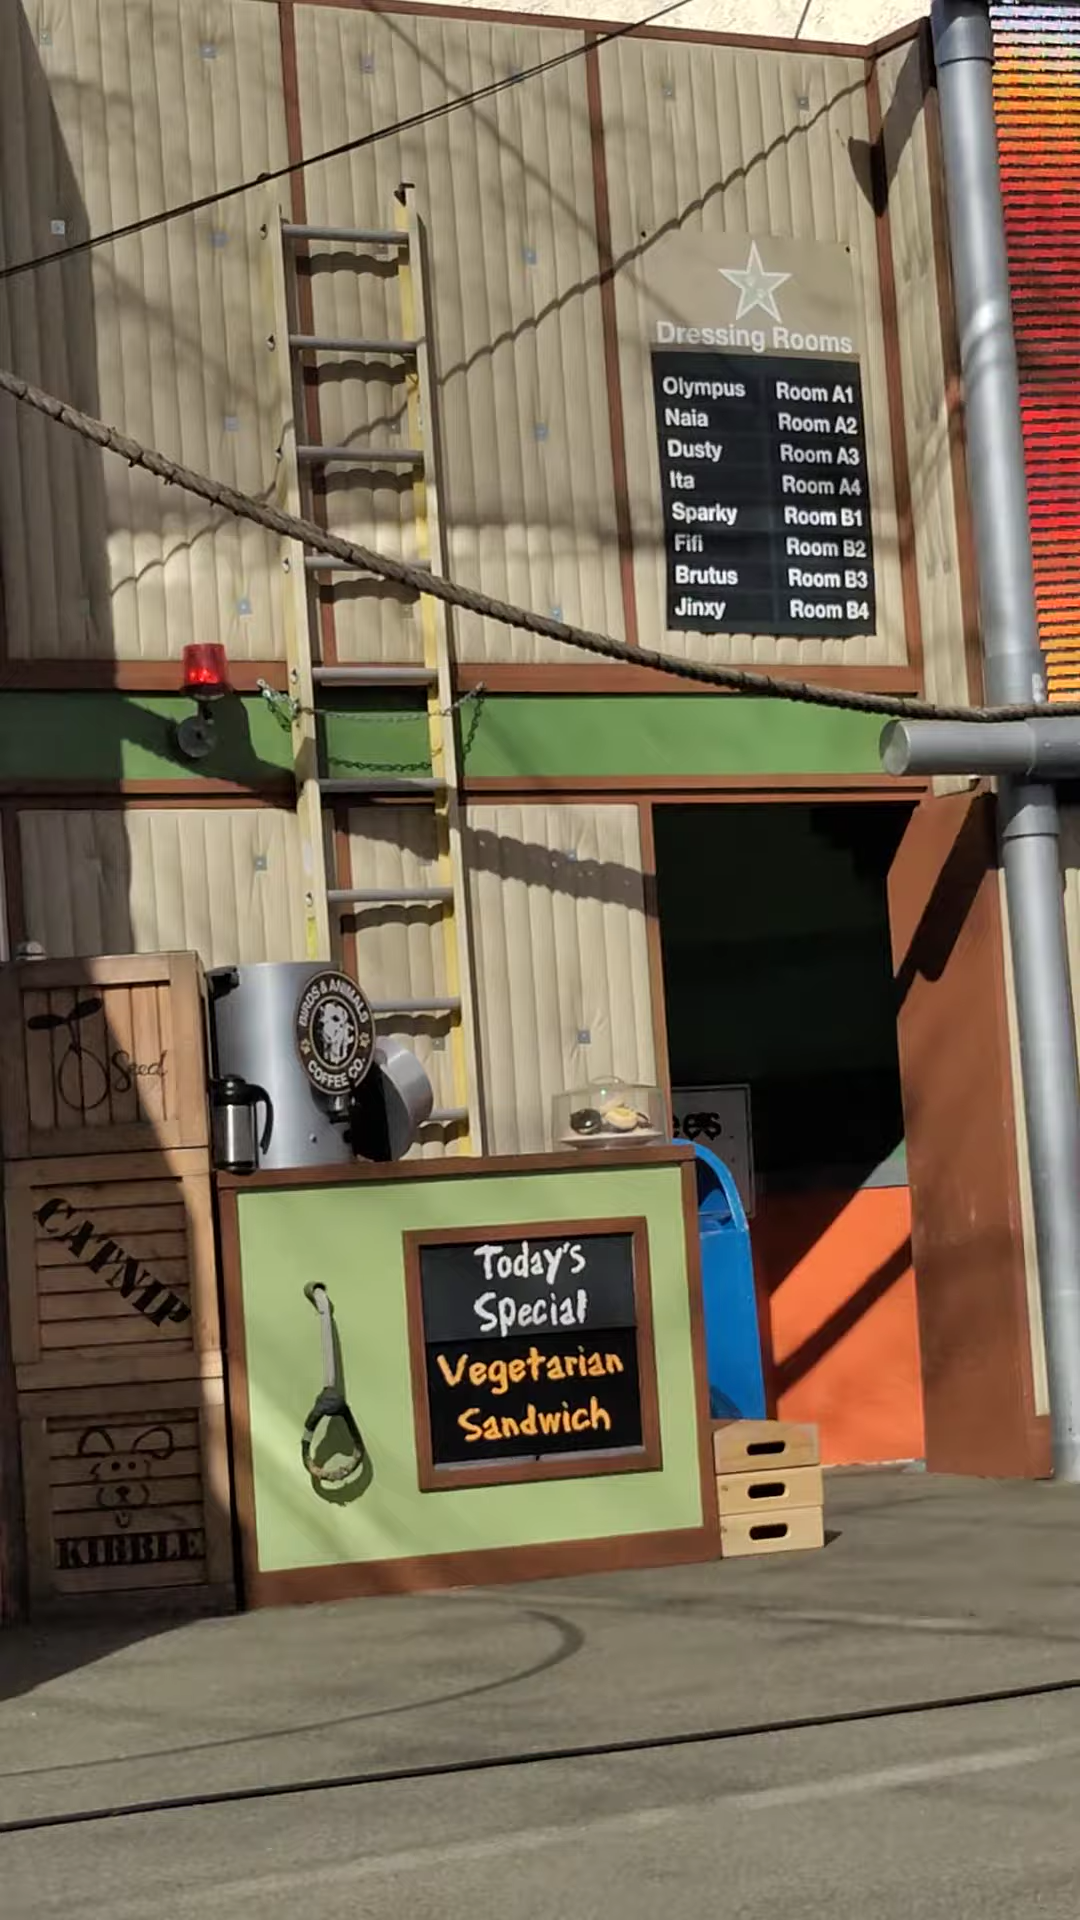 Dressing Rooms
Olympus Room A1
Naia Room A2
Dusty Room A3
Ita Room A4
Sparky Room B1
Fifi Room B2
Brutus Room B3
Jinxy Room B4
BIRDS & ANIMALS
COFFEE CO.
Seed
CATNIP
KIBBLE
Today's
Special
Vegetarian
Sandwich